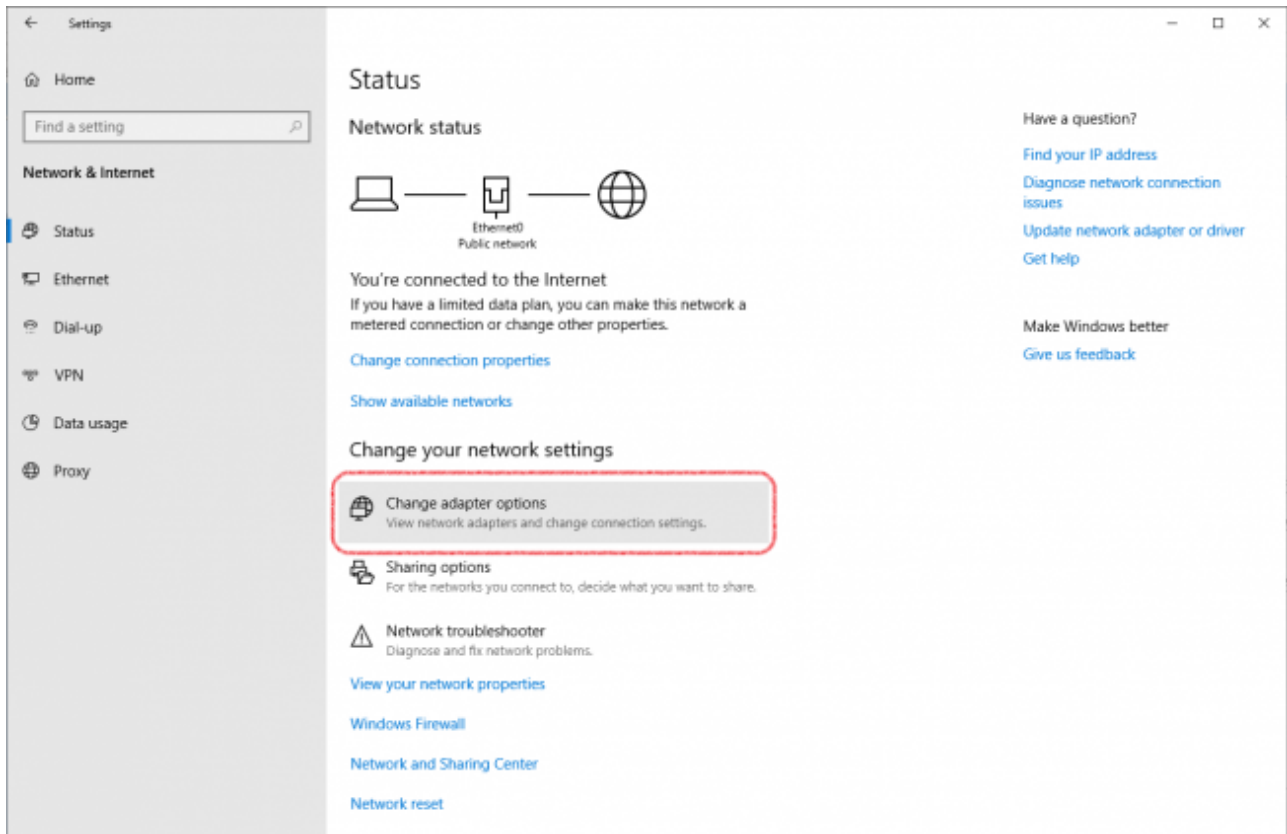 Settings
Home
Find a setting
Network & Internet
Status
Ethernet
Dial-up
VPN
Data usage
Proxy
Status
Network status
Ethernet0
Public network
You're connected to the Internet
If you have a limited data plan, you can make this network a
metered connection or change other properties.
Change connection properties
Show available networks
Change your network settings
Change adapter options
View network adapters and change connection settings.
Sharing options
For the networks you connect to, decide what you want to share.
Network troubleshooter
Diagnose and fix network problems.
View your network properties
Windows Firewall
Network and Sharing Center
Network reset
Have a question?
Find your IP address
Diagnose network connection
issues
Update network adapter or driver
Get help
Make Windows better
Give us feedback